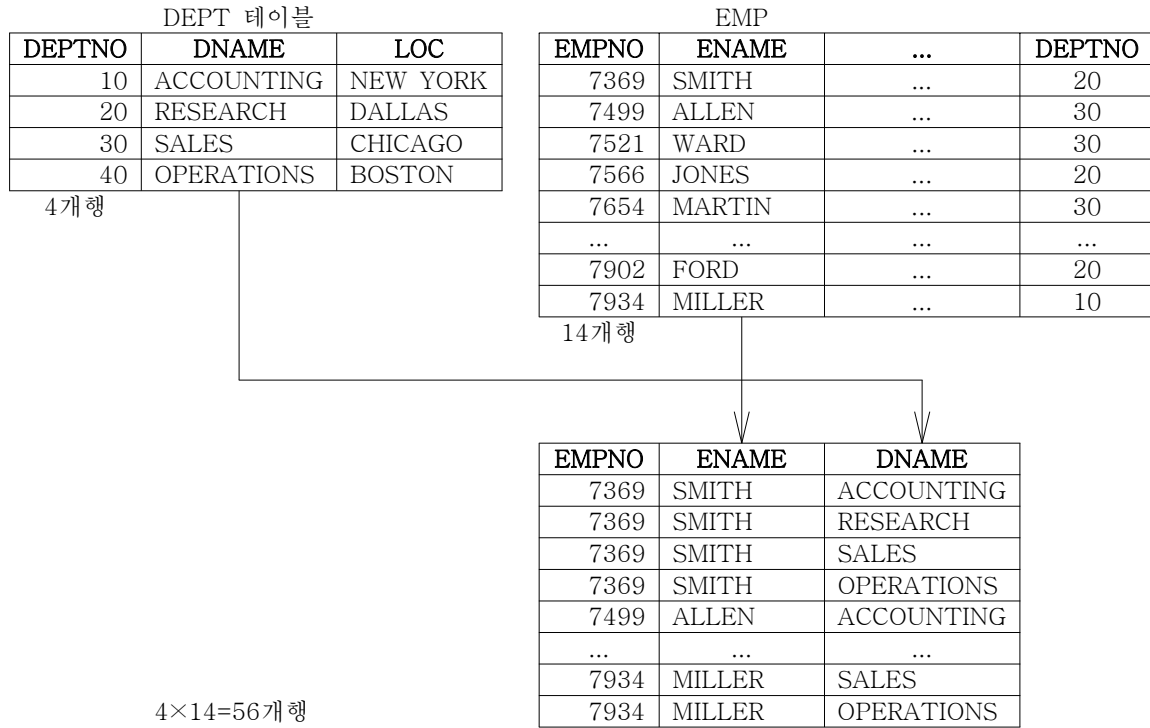 DEPT 테이블
DEPTNO DNAME LOC
10 ACCOUNTING NEW YORK
20 RESEARCH DALLAS
30 SALES CHICAGO
40 OPERATIONS BOSTON
4개행
EMP
EMPNO ENAME ... DEPTNO
7369 SMITH ... 20
7499 ALLEN ... 30
7521 WARD ... 30
7566 JONES ... 20
7654 MARTIN ... 30
... ... ... ...
7902 FORD ... 20
7934 MILLER ... 10
14개행
EMPNO ENAME DNAME
7369 SMITH ACCOUNTING
7369 SMITH RESEARCH
7369 SMITH SALES
7369 SMITH OPERATIONS
7499 ALLEN ACCOUNTING
... ... ...
7934 MILLER SALES
7934 MILLER OPERATIONS
4×14=56개행